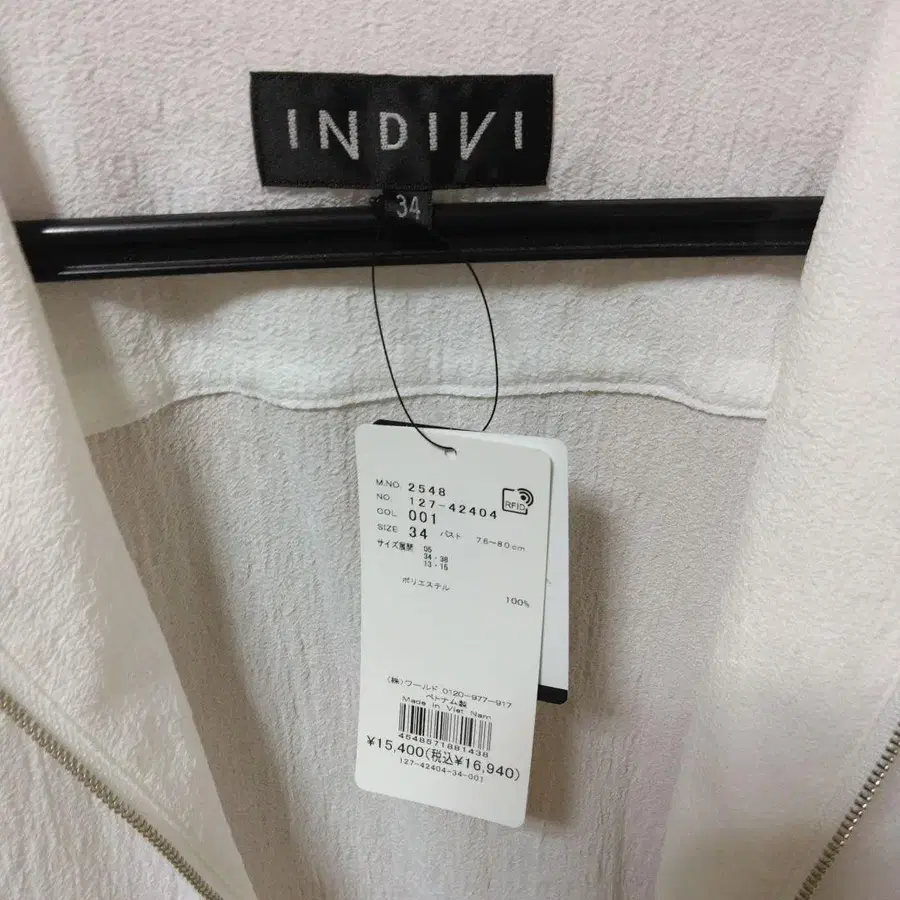 INDIVI
34
M.NO. 2548
NO. 127-42404
COL 001
SIZE 34 バスト 76~80cm
サイズ展開 05
34・38
13・15
RFID
ポリエステル
100%
(株)ワールド 0120-977-917
ベトナム製
Made in Viet Nam
4548571881438
¥15,400(税込¥16,940)
127-42404-34-001